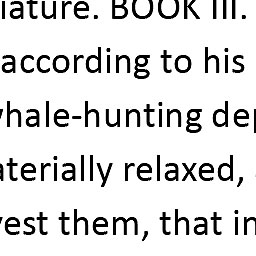 iature. BOOK III.
according to his
whale-hunting dep
aterially relaxed,
vest them, that in